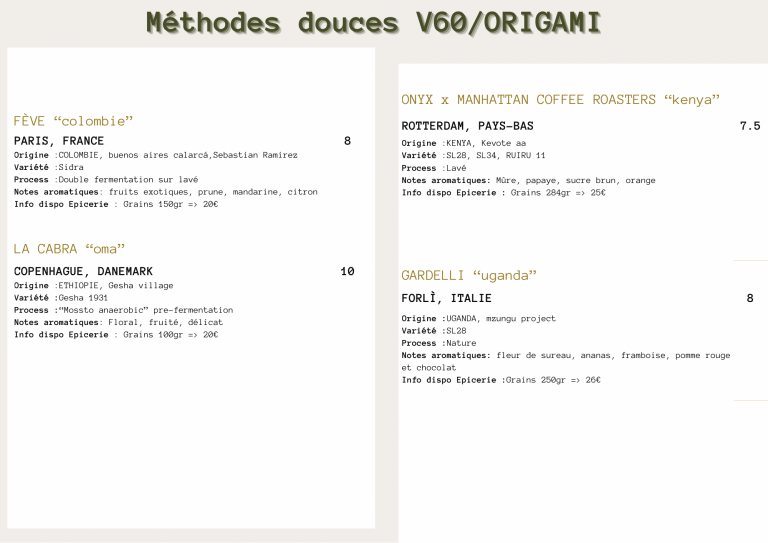 Méthodes douces V60/ORIGAMI
FÈVE “colombie”
PARIS, FRANCE 8
Origine :COLOMBIE, buenos aires calarcá,Sebastian Ramirez
Variété :Sidra
Process :Double fermentation sur lavé
Notes aromatiques: fruits exotiques, prune, mandarine, citron
Info dispo Epicerie : Grains 150gr => 20€
LA CABRA “oma”
COPENHAGUE, DANEMARK 10
Origine :ETHIOPIE, Gesha village
Variété :Gesha 1931
Process :“Mossto anaerobic” pre-fermentation
Notes aromatiques: Floral, fruité, délicat
Info dispo Epicerie : Grains 100gr => 20€
ONYX x MANHATTAN COFFEE ROASTERS “kenya”
ROTTERDAM, PAYS-BAS 7.5
Origine :KENYA, Kevote aa
Variété :SL28, SL34, RUIRU 11
Process :Lavé
Notes aromatiques: Mûre, papaye, sucre brun, orange
Info dispo Epicerie : Grains 284gr => 25€
GARDELLI “uganda”
FORLÌ, ITALIE 8
Origine :UGANDA, mzungu project
Variété :SL28
Process :Nature
Notes aromatiques: fleur de sureau, ananas, framboise, pomme rouge
et chocolat
Info dispo Epicerie :Grains 250gr => 26€